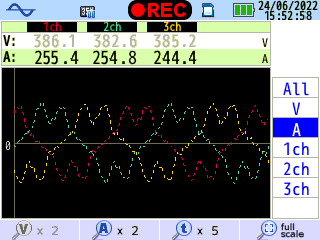 REC 24/06/2022
15:52:58
1ch 2ch 3ch
V: 386.1 382.6 385.2 V
A: 255.4 254.8 244.4 A
0
All
V
A
1ch
2ch
3ch
V x 2 A x 2 t x 5 full scale